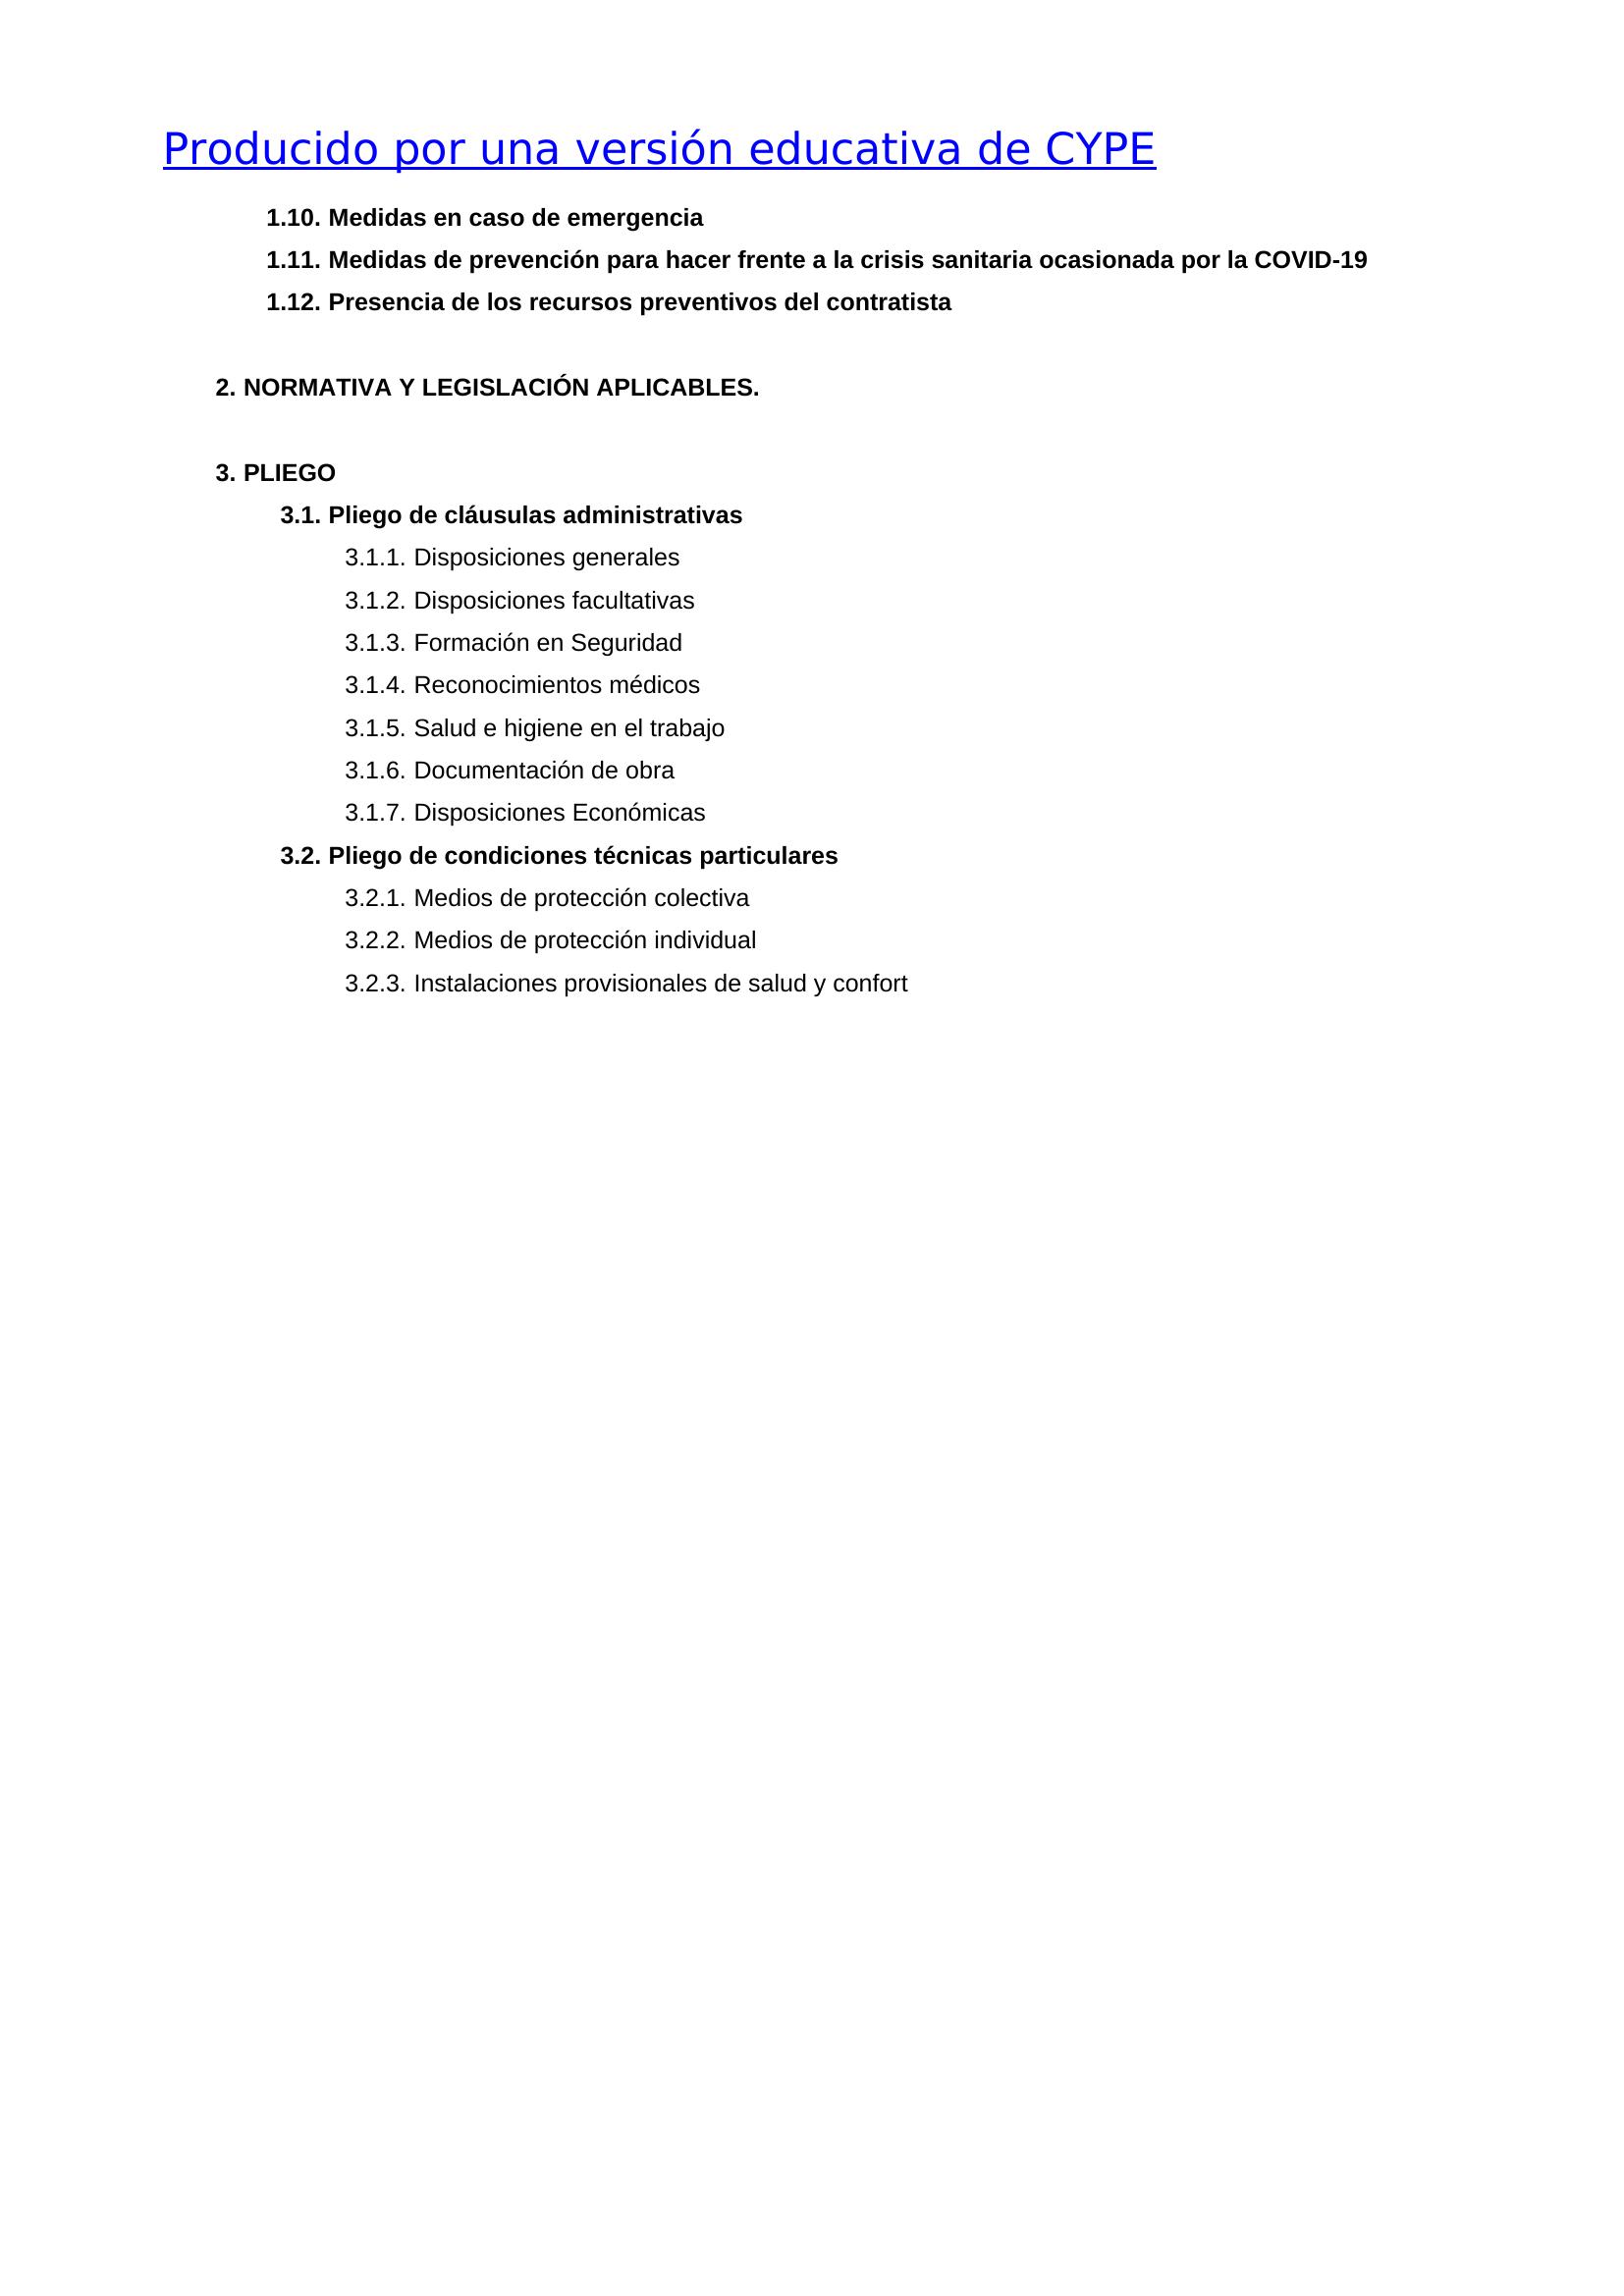 Producido por una versión educativa de CYPE
1.10. Medidas en caso de emergencia
1.11. Medidas de prevención para hacer frente a la crisis sanitaria ocasionada por la COVID-19
1.12. Presencia de los recursos preventivos del contratista
2. NORMATIVA Y LEGISLACIÓN APLICABLES.
3. PLIEGO
3.1. Pliego de cláusulas administrativas
3.1.1. Disposiciones generales
3.1.2. Disposiciones facultativas
3.1.3. Formación en Seguridad
3.1.4. Reconocimientos médicos
3.1.5. Salud e higiene en el trabajo
3.1.6. Documentación de obra
3.1.7. Disposiciones Económicas
3.2. Pliego de condiciones técnicas particulares
3.2.1. Medios de protección colectiva
3.2.2. Medios de protección individual
3.2.3. Instalaciones provisionales de salud y confort